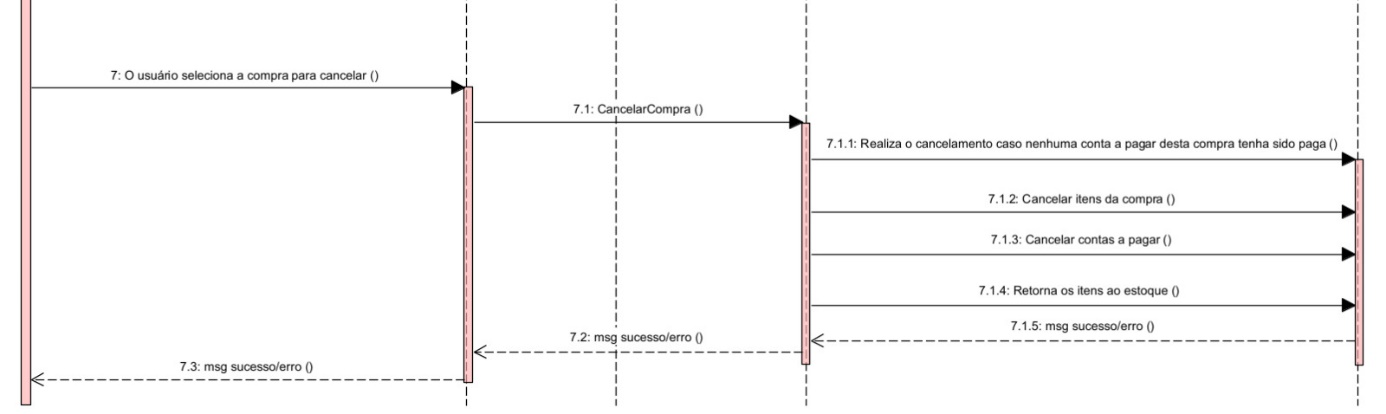 7: O usuário seleciona a compra para cancelar ()
7.1: CancelarCompra ()
7.1.1: Realiza o cancelamento caso nenhuma conta a pagar desta compra tenha sido paga ()
7.1.2: Cancelar itens da compra ()
7.1.3: Cancelar contas a pagar ()
7.1.4: Retorna os itens ao estoque ()
7.1.5: msg sucesso/erro ()
7.2: msg sucesso/erro ()
7.3: msg sucesso/erro ()